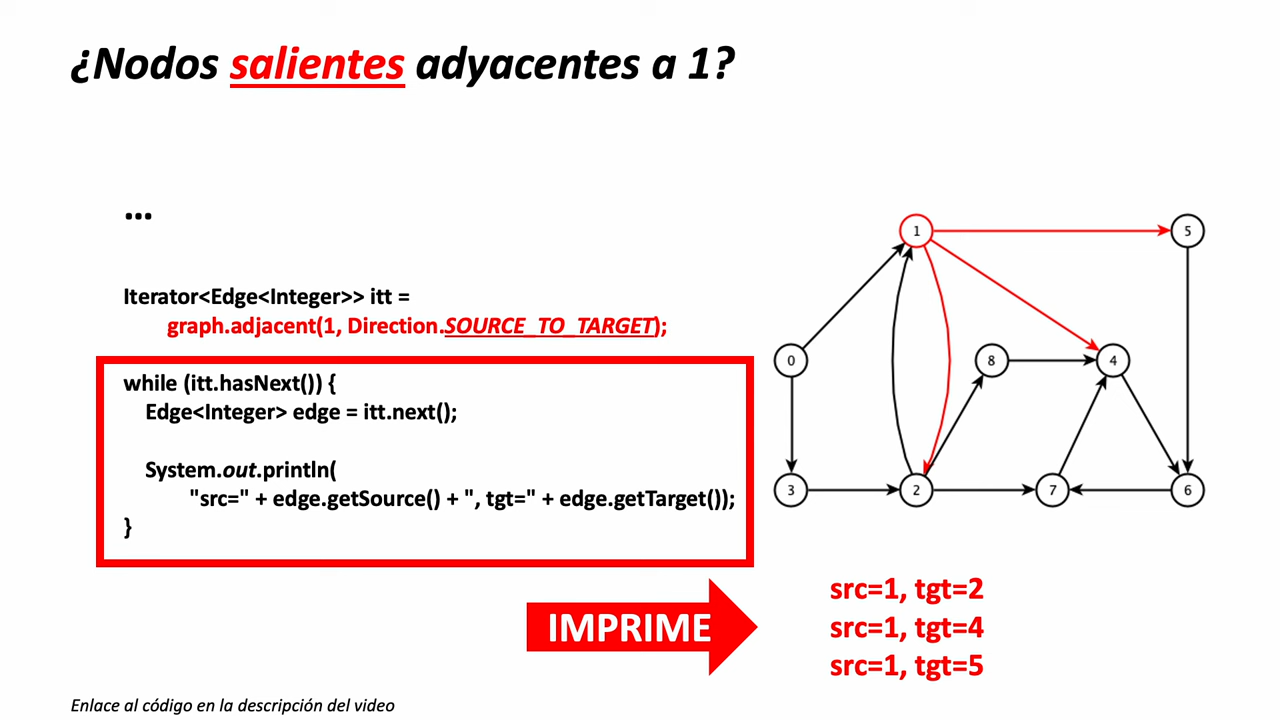 ¿Nodos salientes adyacentes a 1?
...
Iterator<Edge<Integer>> itt =
graph.adjacent(1, Direction.SOURCE_TO_TARGET);
while (itt.hasNext()) {
Edge<Integer> edge = itt.next();
System.out.println(
"src=" + edge.getSource() + ", tgt=" + edge.getTarget());
}
1
5
0
8
4
3
2
7
6
IMPRIME
src=1, tgt=2
src=1, tgt=4
src=1, tgt=5
Enlace al código en la descripción del video